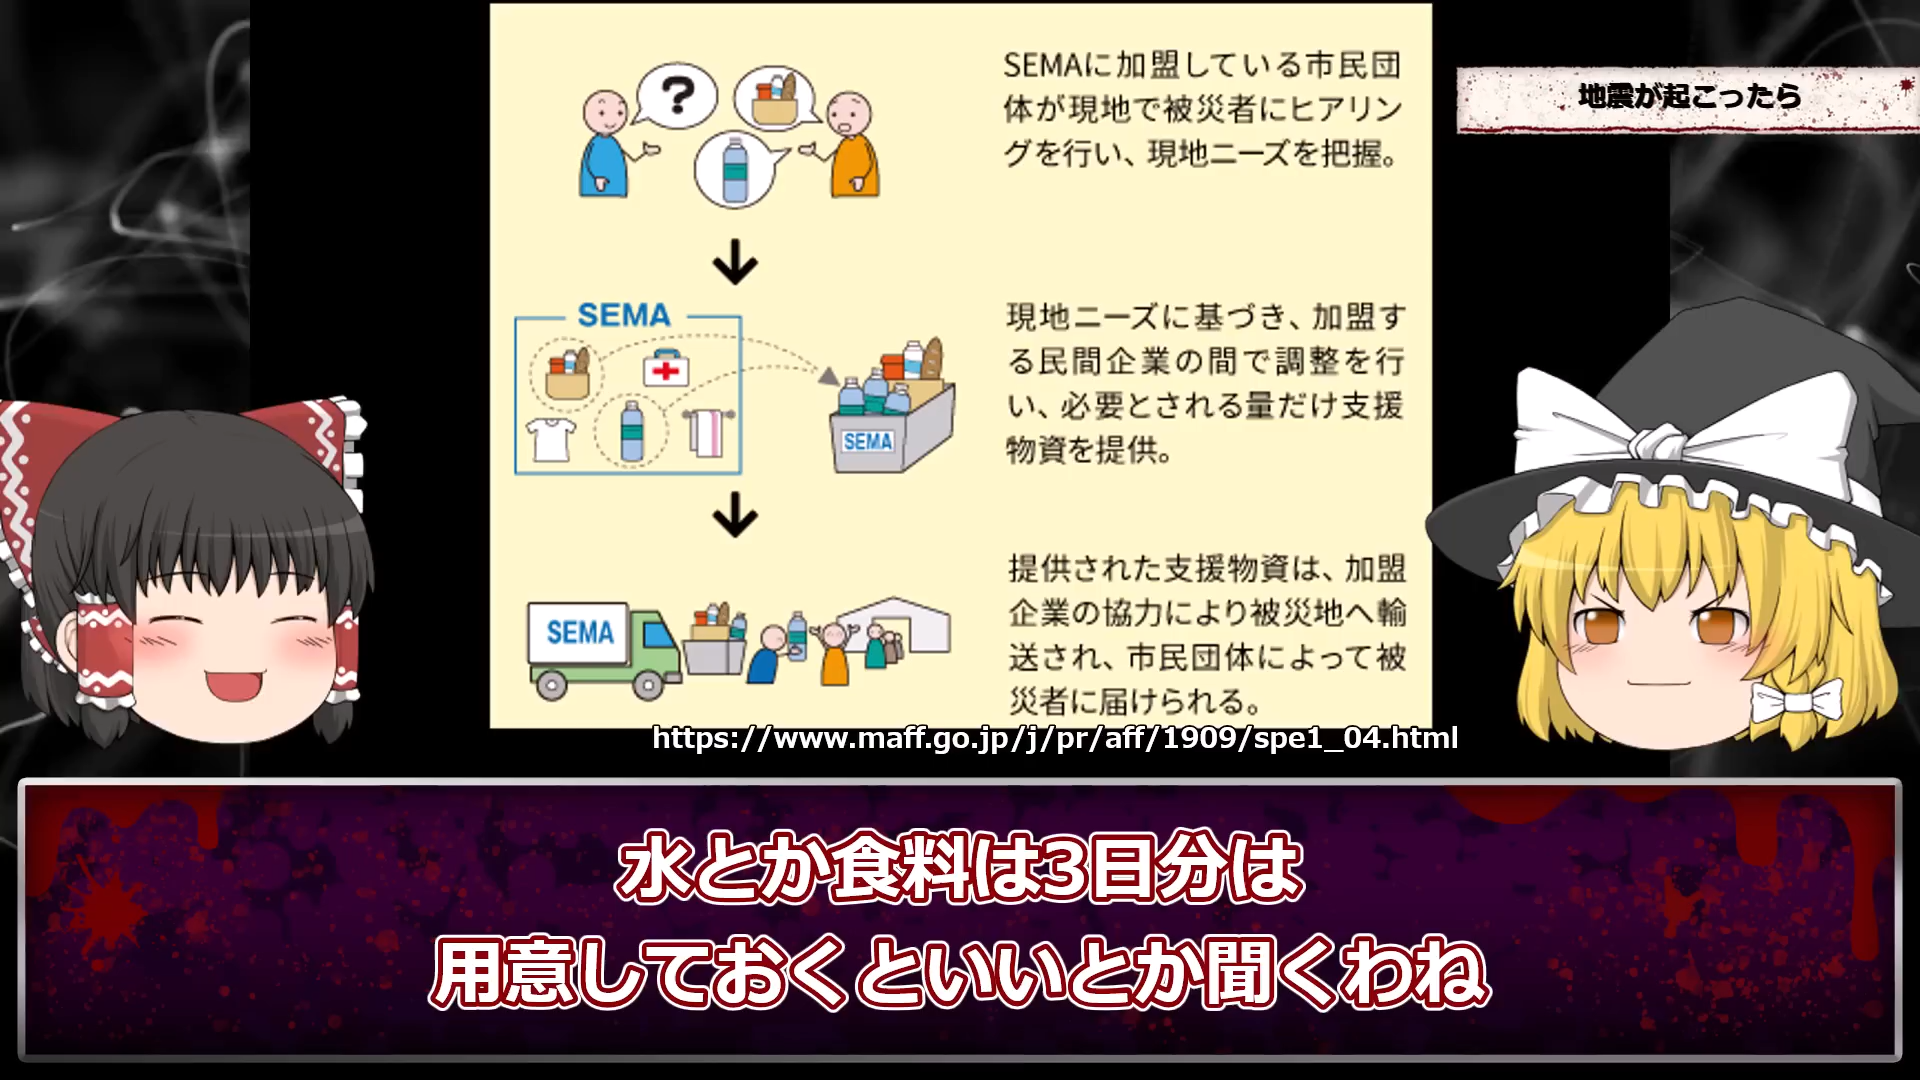 SEMAに加盟している市民団
体が現地で被災者にヒアリン
グを行い、現地ニーズを把握。
地震が起こったら
?
SEMA
現地ニーズに基づき、加盟す
る民間企業の間で調整を行
い、必要とされる量だけ支援
物資を提供。
SEMA
提供された支援物資は、加盟
企業の協力により被災地へ輸
送され、市民団体によって被
災者に届けられる。
SEMA
https://www.maff.go.jp/j/pr/aff/1909/spe1_04.html
水とか食料は3日分は
用意しておくといいとか聞くわね